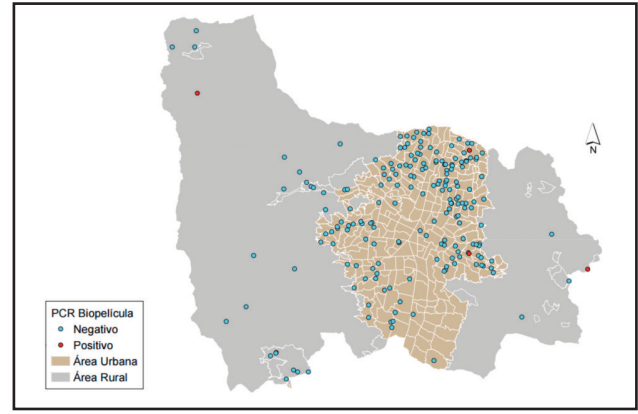 N
PCR Biopelícula
Negativo
Positivo
Área Urbana
Área Rural